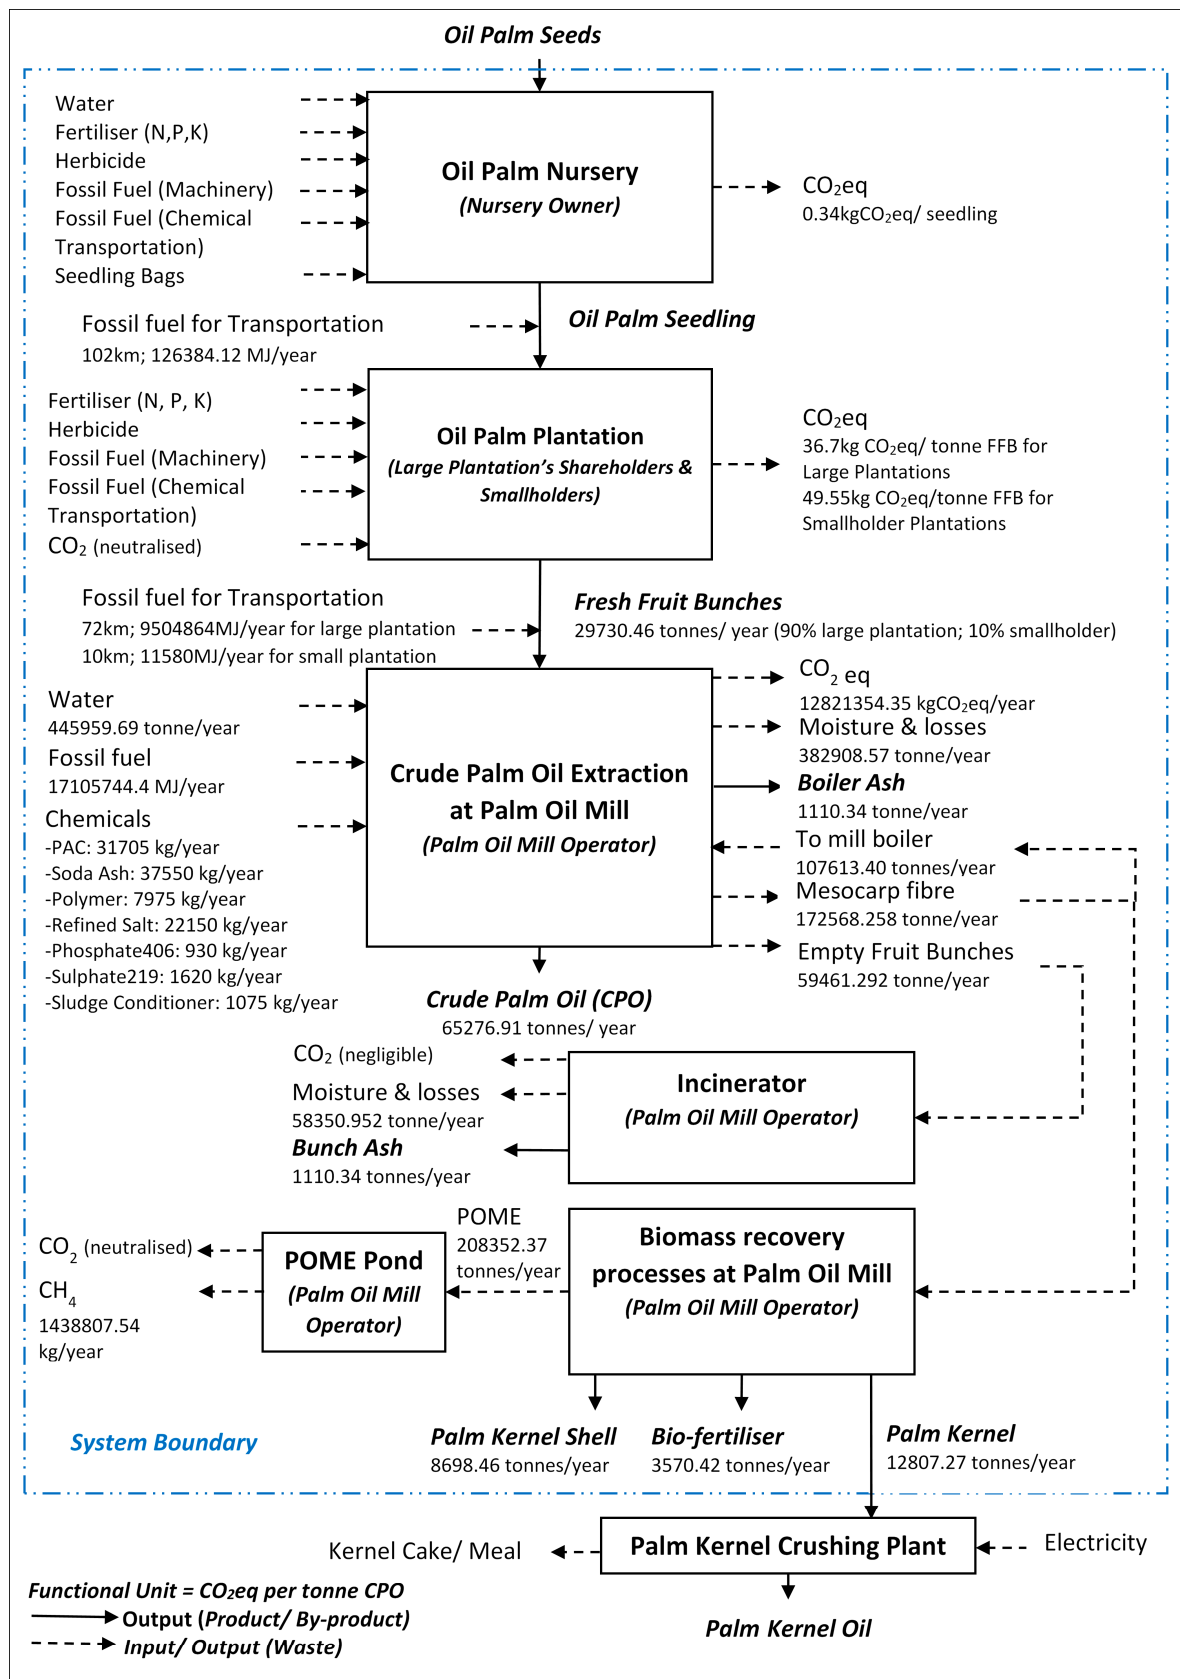 Oil Palm Seeds
Water
Fertiliser (N,P,K)
Herbicide
Fossil Fuel (Machinery)
Fossil Fuel (Chemical
Transportation)
Seedling Bags
Oil Palm Nursery
(Nursery Owner)
CO₂eq
0.34kgCO₂eq/ seedling
Fossil fuel for Transportation
102km; 126384.12 MJ/year
Oil Palm Seedling
Fertiliser (N, P, K)
Herbicide
Fossil Fuel (Machinery)
Fossil Fuel (Chemical
Transportation)
CO₂ (neutralised)
Oil Palm Plantation
(Large Plantation's Shareholders &
Smallholders)
CO₂eq
36.7kg CO₂eq/ tonne FFB for
Large Plantations
49.55kg CO₂eq/tonne FFB for
Smallholder Plantations
Fossil fuel for Transportation
72km; 9504864MJ/year for large plantation
10km; 11580MJ/year for small plantation
Fresh Fruit Bunches
29730.46 tonnes/ year (90% large plantation; 10% smallholder)
Water
445959.69 tonne/year
Fossil fuel
17105744.4 MJ/year
Chemicals
-PAC: 31705 kg/year
-Soda Ash: 37550 kg/year
-Polymer: 7975 kg/year
-Refined Salt: 22150 kg/year
-Phosphate406: 930 kg/year
-Sulphate219: 1620 kg/year
-Sludge Conditioner: 1075 kg/year
Crude Palm Oil Extraction
at Palm Oil Mill
(Palm Oil Mill Operator)
CO₂ eq
12821354.35 kgCO₂eq/year
Moisture & losses
382908.57 tonne/year
Boiler Ash
1110.34 tonne/year
To mill boiler
107613.40 tonnes/year
Mesocarp fibre
172568.258 tonne/year
Empty Fruit Bunches
59461.292 tonne/year
Crude Palm Oil (CPO)
65276.91 tonnes/ year
CO₂ (negligible)
Moisture & losses
58350.952 tonne/year
Bunch Ash
1110.34 tonnes/year
Incinerator
(Palm Oil Mill Operator)
CO₂ (neutralised)
CH₄
1438807.54
kg/year
POME Pond
(Palm Oil Mill
Operator)
POME
208352.37
tonnes/year
Biomass recovery
processes at Palm Oil Mill
(Palm Oil Mill Operator)
System Boundary
Palm Kernel Shell
8698.46 tonnes/year
Bio-fertiliser
3570.42 tonnes/year
Palm Kernel
12807.27 tonnes/year
Kernel Cake/ Meal
Palm Kernel Crushing Plant
Electricity
Functional Unit = CO₂eq per tonne CPO
Output (Product/ By-product)
Input/ Output (Waste)
Palm Kernel Oil